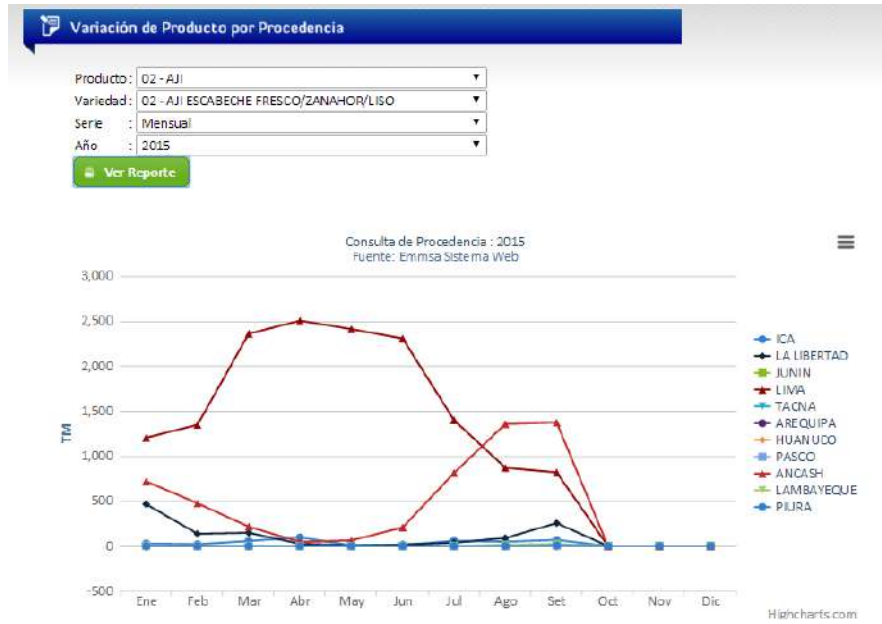 Variación de Producto por Procedencia
Producto: 02 - AJI
Variedad: 02 - AJI ESCABECHE FRESCO/ZANAHOR/LISO
Serie : Mensual
Año : 2015
Ver Reporte
Consulta de Procedencia : 2015
Fuente: Emmsa Sistema Web
3,000
2,500
2,000
1,500
1,000
500
0
-500
TM
Ene Feb Mar Abr May Jun Jul Ago Set Oct Nov Dic
ICA
LA LIBERTAD
JUNIN
LIMA
TACNA
AREQUIPA
HUANUCO
PASCO
ANCASH
LAMBAYEQUE
PIURA
Highcharts.com